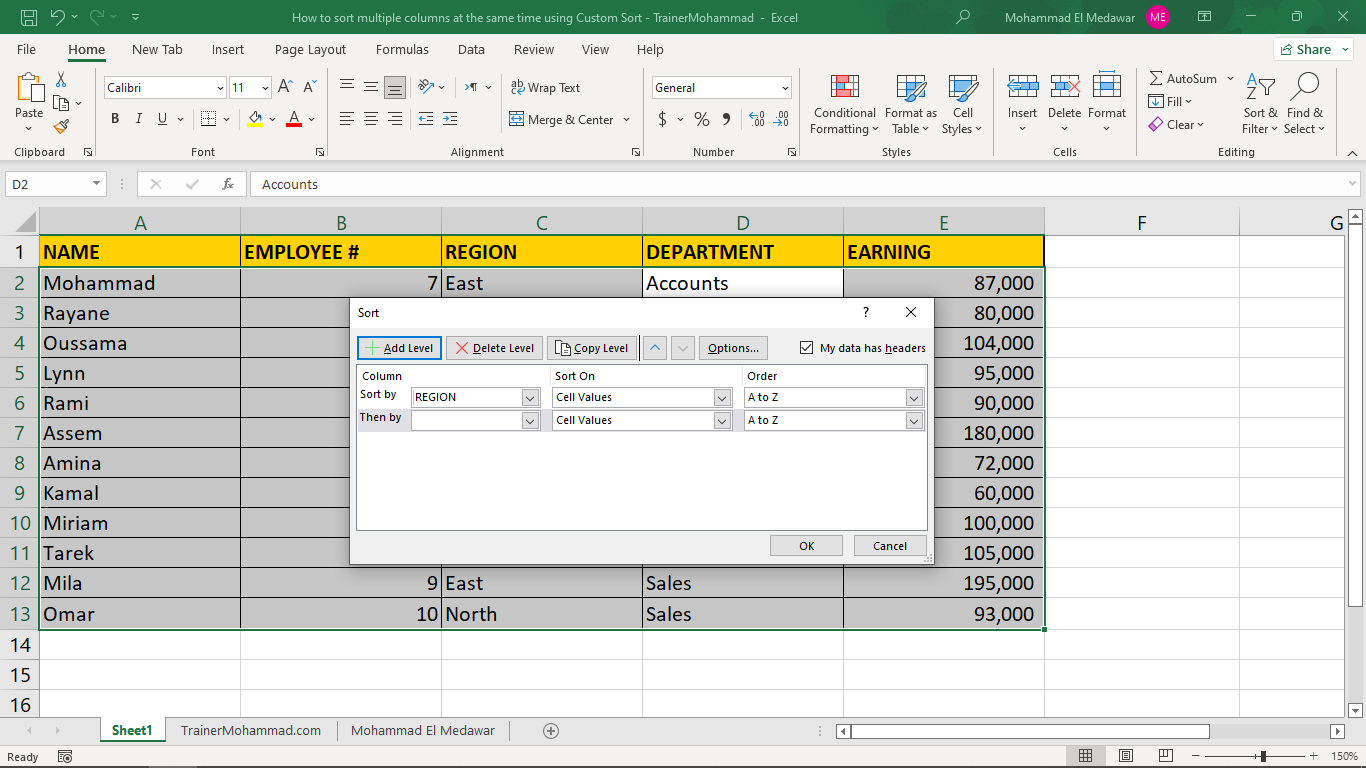 How to sort multiple columns at the same time using Custom Sort - TrainerMohammad - Excel
Mohammad El Medawar ME
File Home New Tab Insert Page Layout Formulas Data Review View Help Share
Paste
Clipboard
Calibri 11
B I U
Font
Wrap Text
Merge & Center
Alignment
General
$ % 9
Number
Conditional Formatting
Format as Table
Cell Styles
Styles
Insert
Delete
Format
Cells
AutoSum
Fill
Clear
Sort & Filter
Find & Select
Editing
D2 fx Accounts
A B C D E F G
1 NAME EMPLOYEE # REGION DEPARTMENT EARNING
2 Mohammad 7 East Accounts 87,000
3 Rayane 80,000
4 Oussama 104,000
5 Lynn 95,000
6 Rami 90,000
7 Assem 180,000
8 Amina 72,000
9 Kamal 60,000
10 Miriam 100,000
11 Tarek 105,000
12 Mila 9 East Sales 195,000
13 Omar 10 North Sales 93,000
14
15
16
Sort ?
Add Level Delete Level Copy Level Options... My data has headers
Column Sort On Order
Sort by REGION Cell Values A to Z
Then by Cell Values A to Z
OK Cancel
Sheet1 TrainerMohammad.com Mohammad El Medawar
Ready 150%